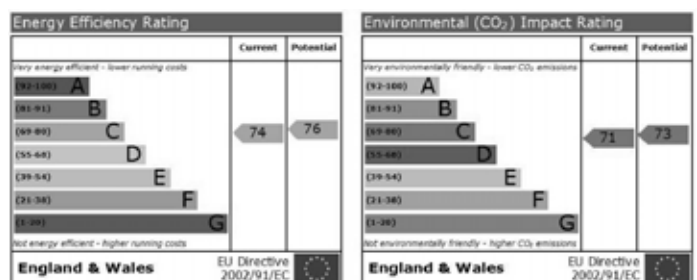 Energy Efficiency Rating
Current Potential
Very energy efficient - lower running costs
(92-100) A
(81-91) B
(69-80) C
74 76
(55-68) D
(39-54) E
(21-38) F
(1-20) G
Not energy efficient - higher running costs
England & Wales
EU Directive
2002/91/EC
Environmental (CO₂) Impact Rating
Current Potential
Very environmentally friendly - lower CO₂ emissions
(92-100) A
(81-91) B
(69-80) C
71 73
(55-68) D
(39-54) E
(21-38) F
(1-20) G
Not environmentally friendly - higher CO₂ emissions
England & Wales
EU Directive
2002/91/EC